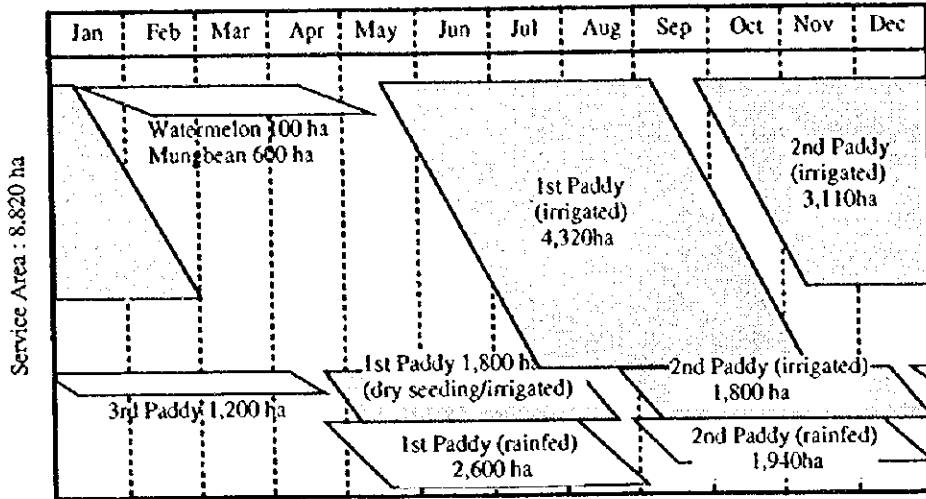 Jan Feb Mar Apr May Jun Jul Aug Sep Oct Nov Dec
Service Area : 8.820 ha
Watermelon 100 ha
Mungbean 600 ha
1st Paddy
(irrigated)
4,320ha
2nd Paddy
(irrigated)
3,110ha
3rd Paddy 1,200 ha
1st Paddy 1,800 ha
(dry seeding/irrigated)
2nd Paddy (irrigated)
1,800 ha
1st Paddy (rainfed)
2,600 ha
2nd Paddy (rainfed)
1,940ha